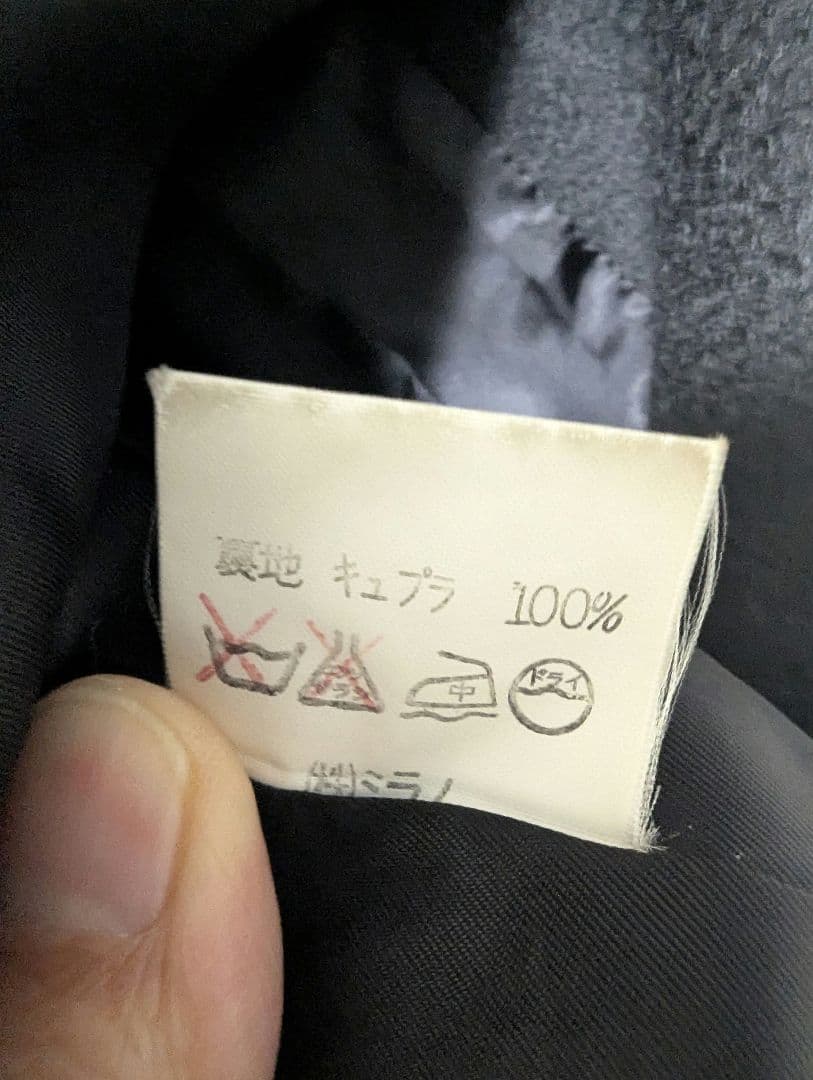 裏地 キュプラ 100%
中 ドライ
㈱ミラノ